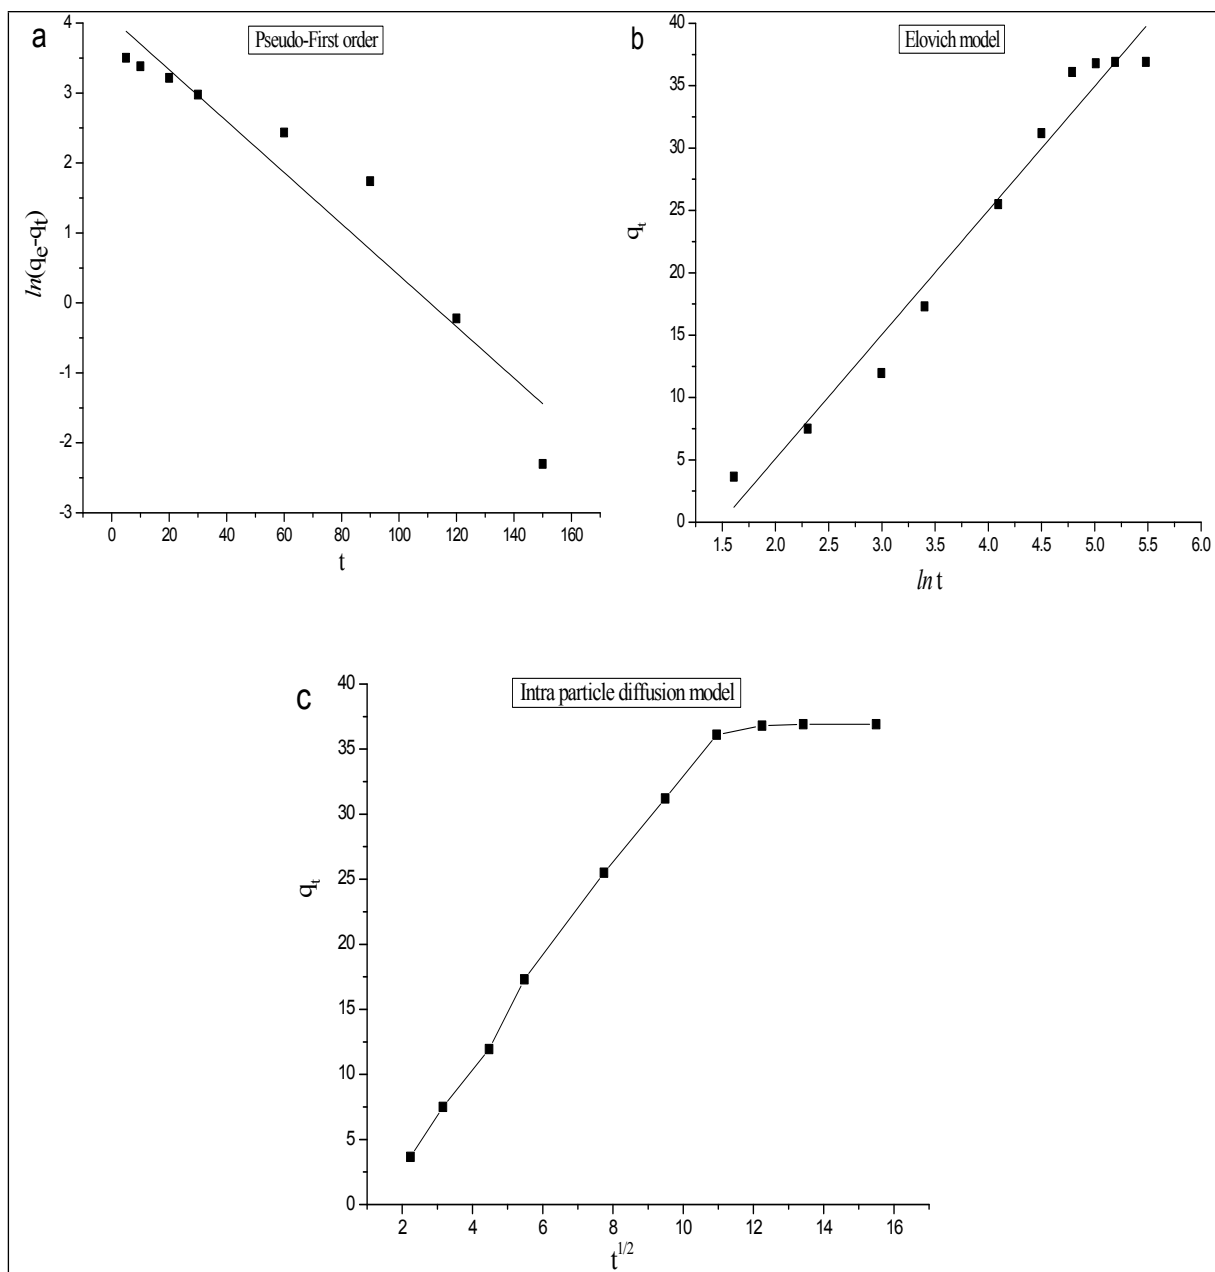 a
Pseudo-First order
4
3
2
1
0
-1
-2
-3
ln(qe-qt)
0 20 40 60 80 100 120 140 160
t
b
Elovich model
40
35
30
25
20
15
10
5
0
qt
1.5 2.0 2.5 3.0 3.5 4.0 4.5 5.0 5.5 6.0
ln t
c
Intra particle diffusion model
40
35
30
25
20
15
10
5
0
qt
2 4 6 8 10 12 14 16
t1/2